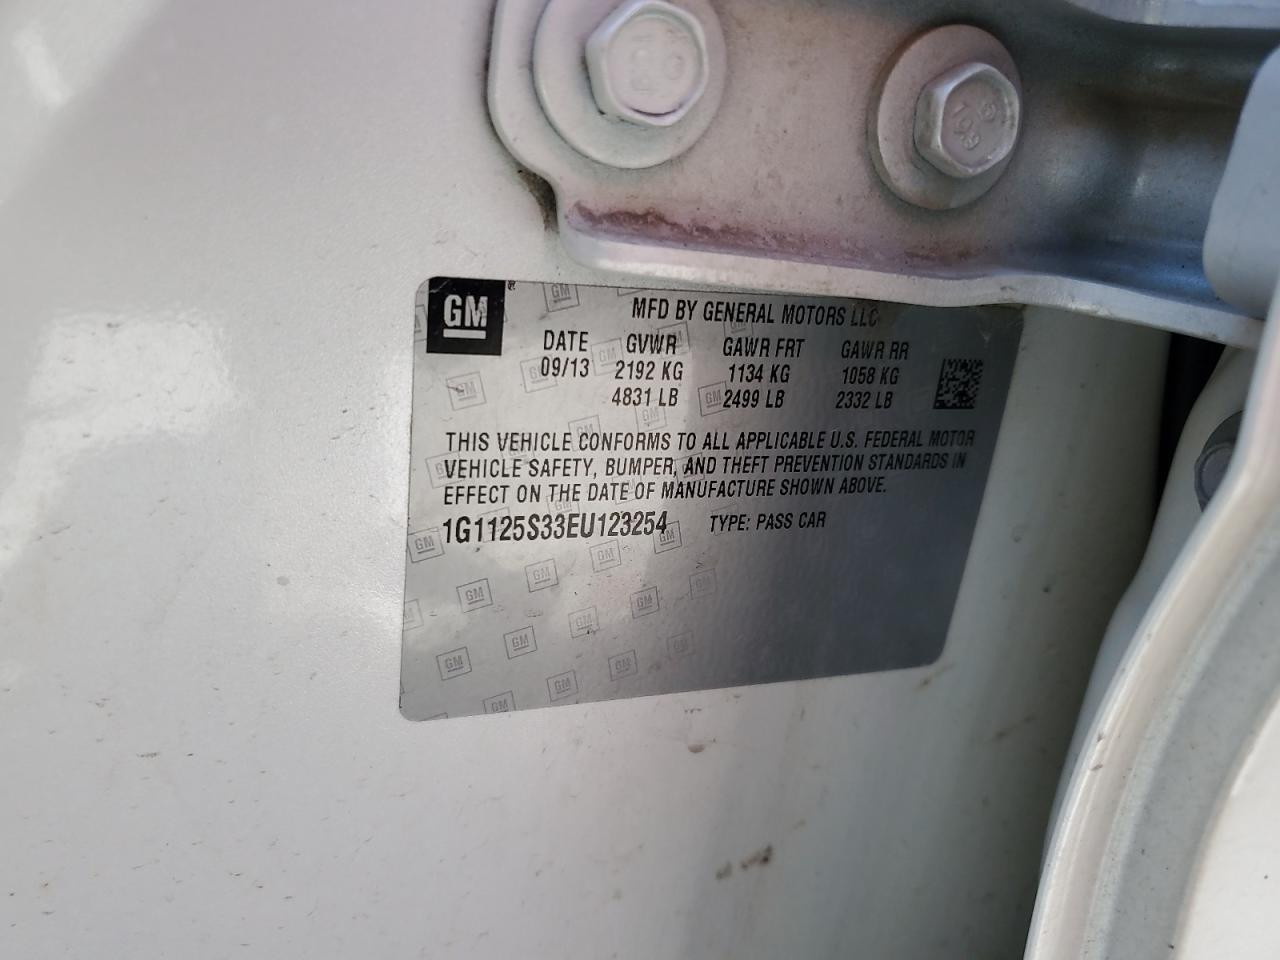 GM
MFD BY GENERAL MOTORS LLC
DATE GVWR GAWR FRT GAWR RR
09/13 2192 KG 1134 KG 1058 KG
4831 LB 2499 LB 2332 LB
THIS VEHICLE CONFORMS TO ALL APPLICABLE U.S. FEDERAL MOTOR
VEHICLE SAFETY, BUMPER, AND THEFT PREVENTION STANDARDS IN
EFFECT ON THE DATE OF MANUFACTURE SHOWN ABOVE.
1G1125S33EU123254 TYPE: PASS CAR